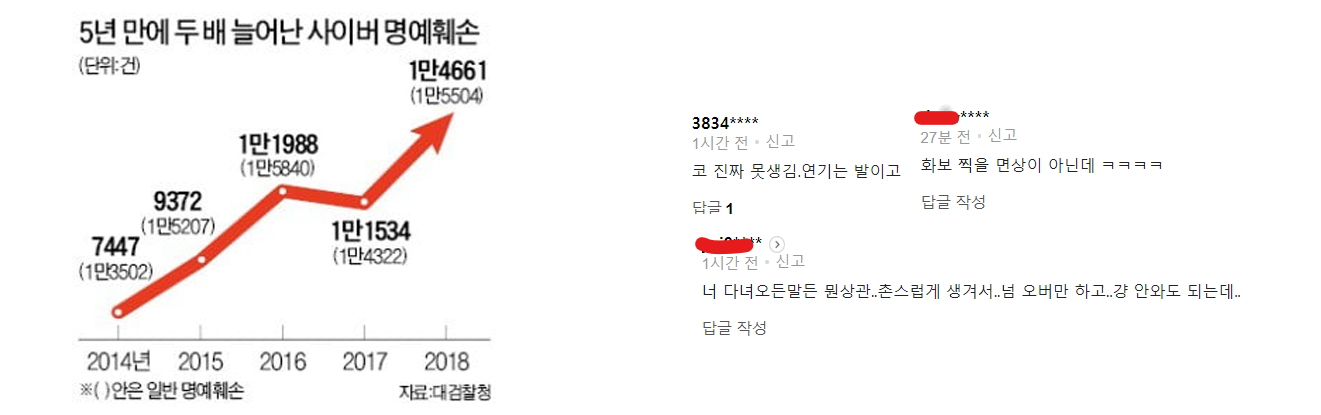 5년 만에 두 배 늘어난 사이버 명예훼손
(단위:건)
1만4661
(1만5504)
1만1988
(1만5840)
9372
(1만5207)
1만1534
(1만4322)
7447
(1만3502)
2014년 2015 2016 2017 2018
※( )안은 일반 명예훼손 자료:대검찰청
3834****
1시간 전 • 신고
코 진짜 못생김.연기는 발이고
답글 1
****
27분 전 • 신고
화보 찍을 면상이 아닌데 ㅋㅋㅋㅋ
답글 작성
1시간 전 • 신고
너 다녀오든말든 뭔상관..촌스럽게 생겨서..넘 오버만 하고..걍 안와도 되는데..
답글 작성